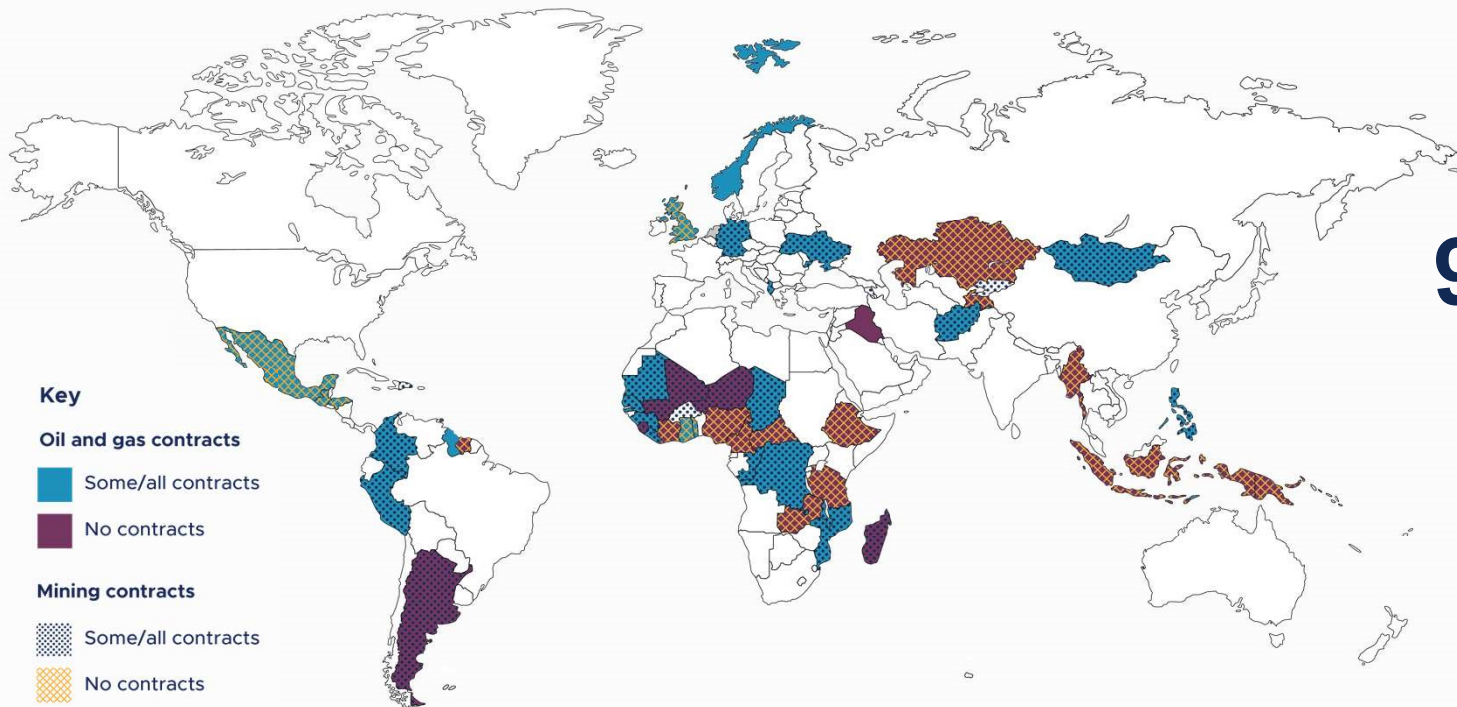 Key
Oil and gas contracts
Some/all contracts
No contracts
Mining contracts
Some/all contracts
No contracts